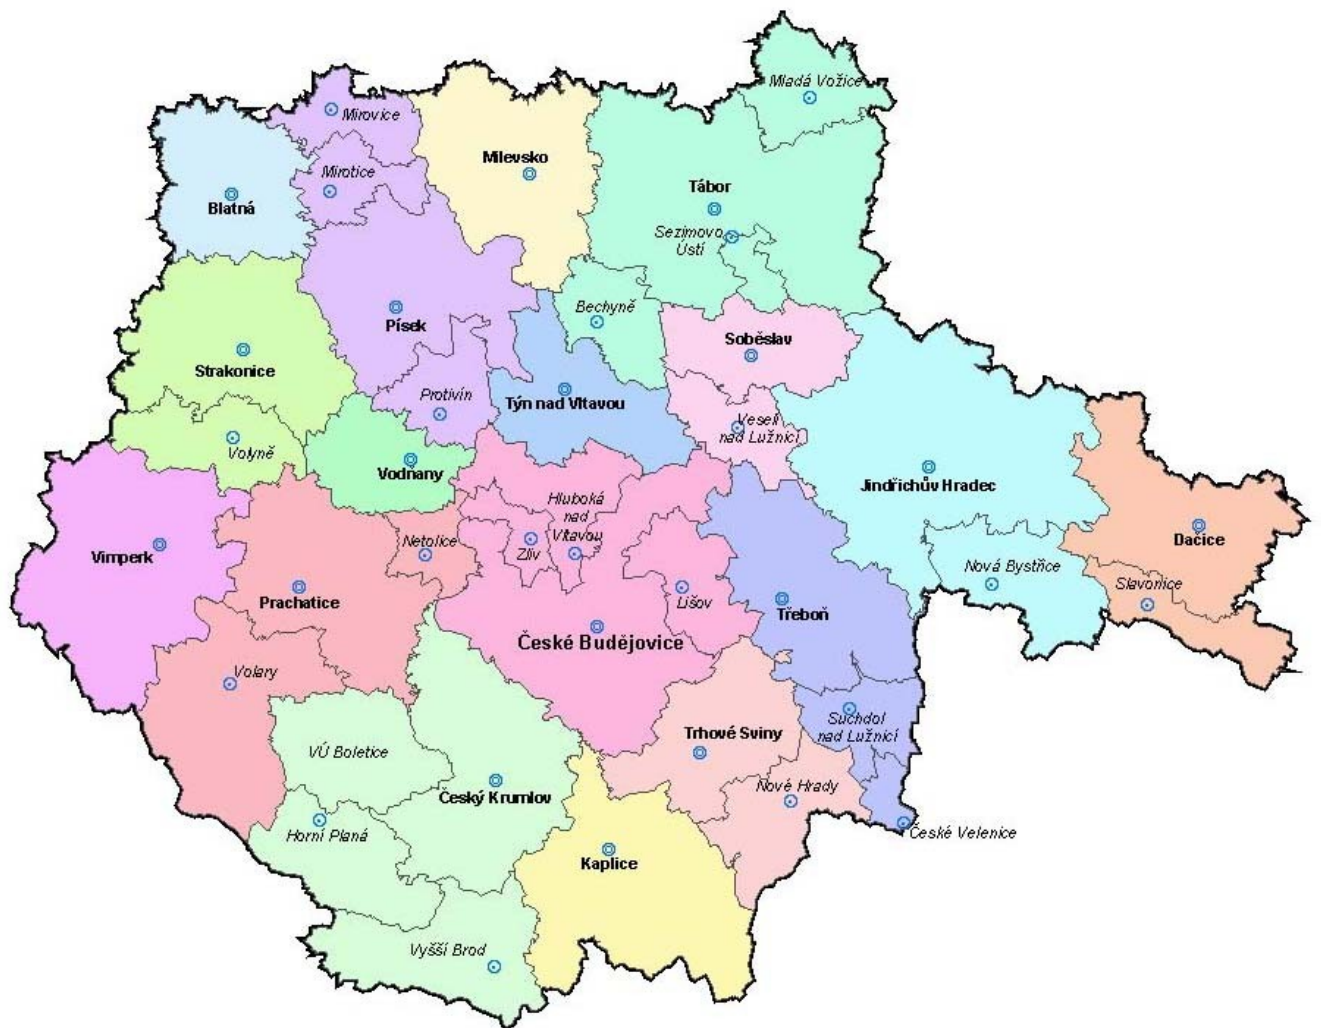 Mladá Vožice
Mirovice
Milevsko
Mirotice
Tábor
Blatná
Sezimovo
Ústí
Bechyně
Písek
Soběslav
Strakonice
Protivín
Týn nad Vltavou
Veselí
nad Lužnicí
Volyně
Vodňany
Hluboká
nad
Vltavou
Jindřichův Hradec
Zliv
Netolice
Vimperk
Dačice
Nová Bystřice
Slavonice
Prachatice
Lišov
Třeboň
České Budějovice
Volary
Suchdol
nad Lužnicí
Trhové Sviny
VÚ Boletice
Český Krumlov
Nové Hrady
Horní Planá
České Velenice
Kaplice
Vyšší Brod